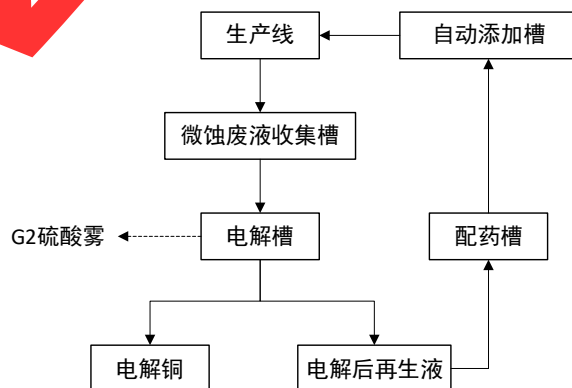 生产线
自动添加槽
微蚀废液收集槽
G2硫酸雾
电解槽
配药槽
电解铜
电解后再生液